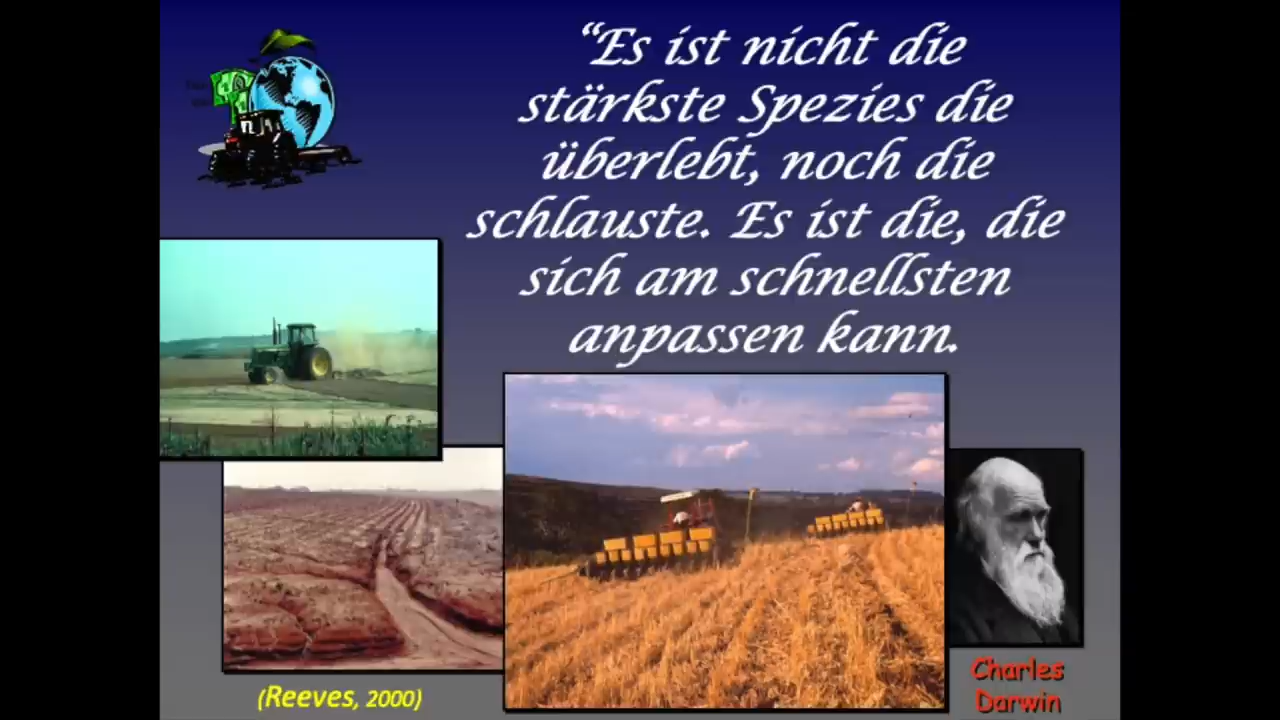 “Es ist nicht die
stärkste Spezies die
überlebt, noch die
schlauste. Es ist die, die
sich am schnellsten
anpassen kann.
(Reeves, 2000)
Charles
Darwin